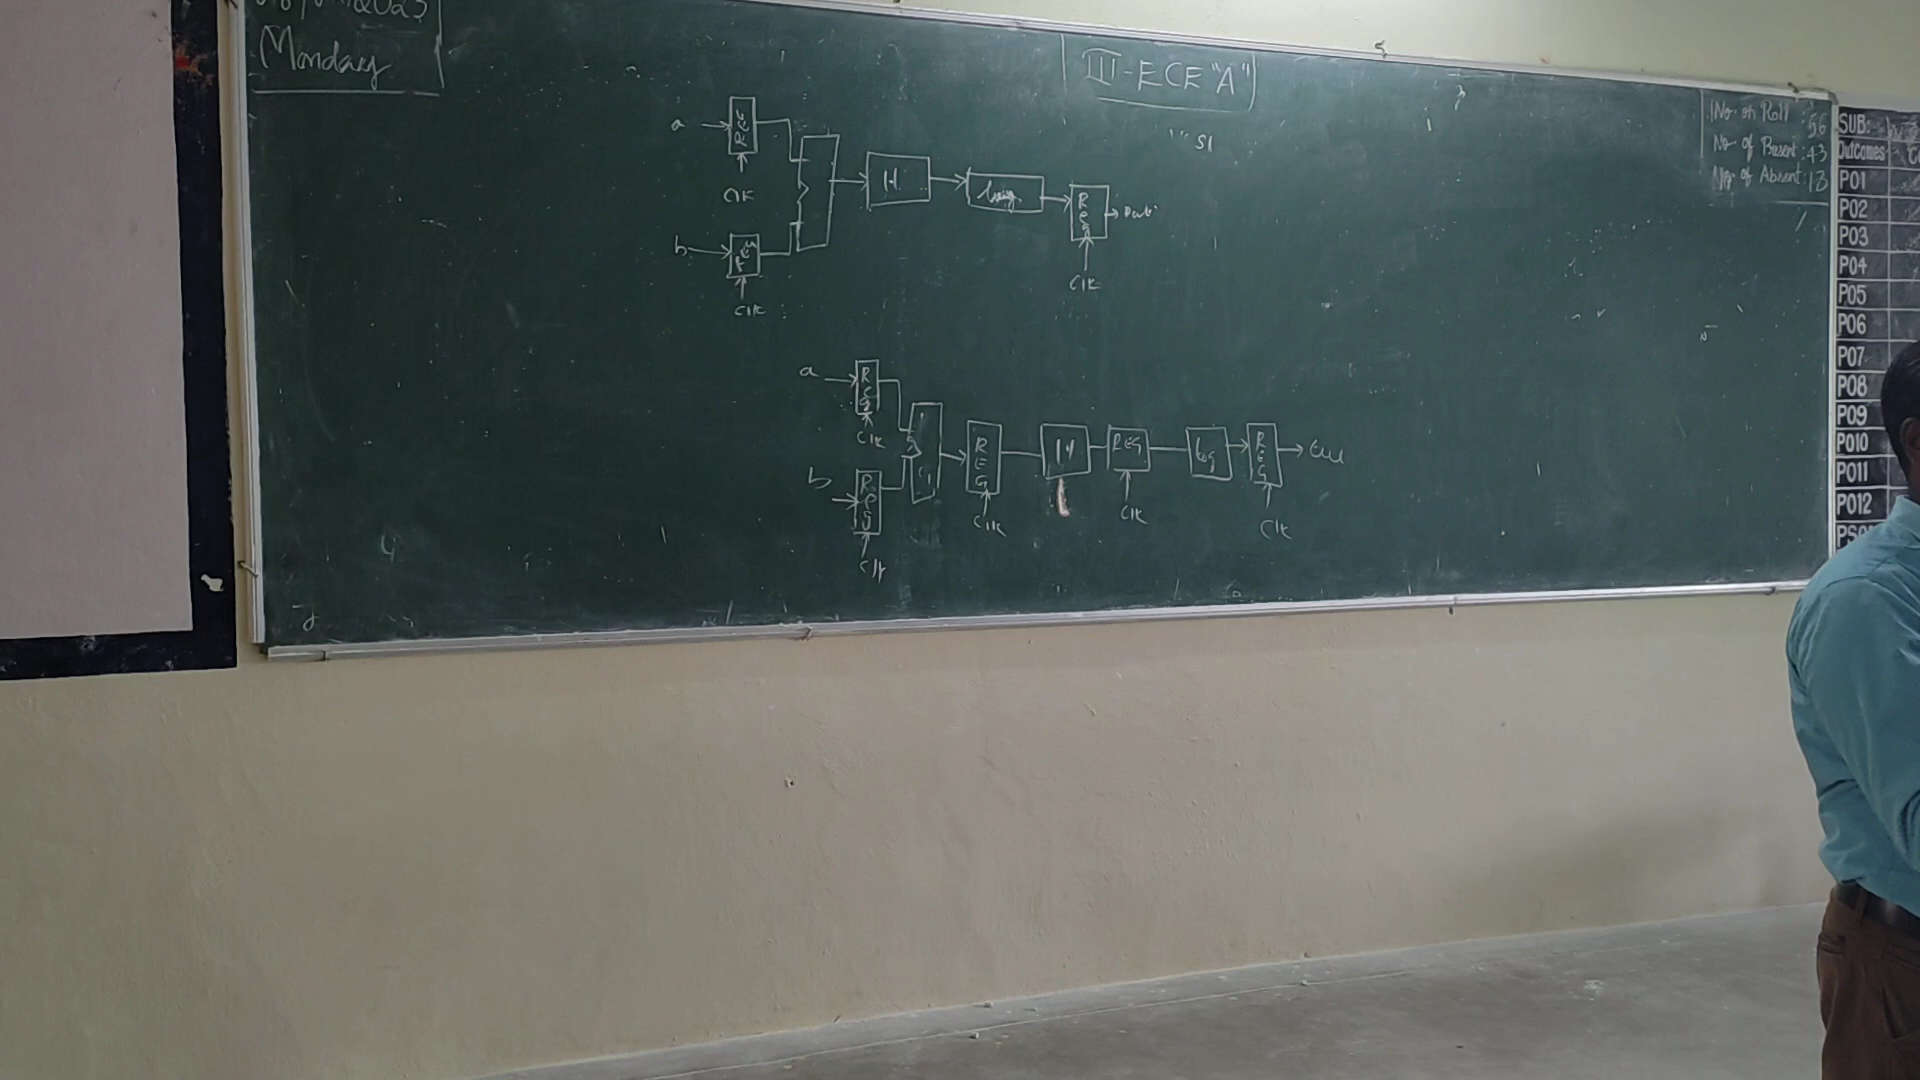 Monday
III-ECE "A"
No. on Roll : 56
No of Present : 43
No of Absent : 13
SUB:
Outcomes
PO1
PO2
PO3
PO4
PO5
PO6
PO7
PO8
PO9
PO10
PO11
PO12
a
REG
Clk
b
Clk
|.|
Reg
Clk
a
Reg
Clk
b
Reg
Clk
REG
Clk
|.|
REG
Clk
log
REG
Clk